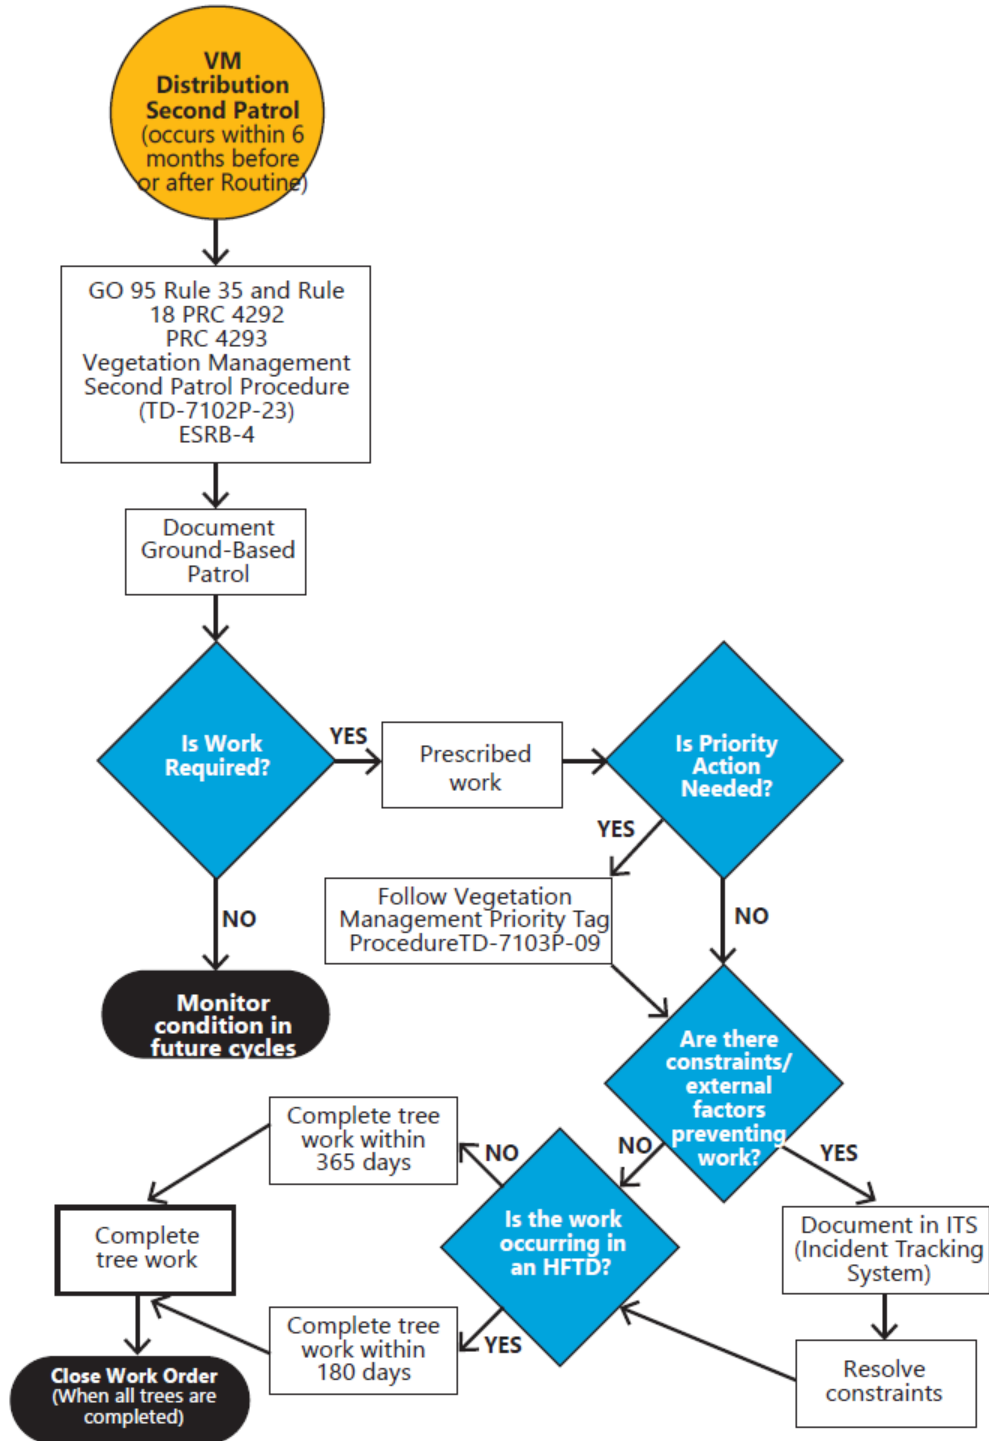 VM
Distribution
Second Patrol
(occurs within 6
months before
or after Routine)
GO 95 Rule 35 and Rule
18 PRC 4292
PRC 4293
Vegetation Management
Second Patrol Procedure
(TD-7102P-23)
ESRB-4
Document
Ground-Based
Patrol
Is Work
Required?
YES
Prescribed
work
Is Priority
Action
Needed?
YES
NO
NO
Follow Vegetation
Management Priority Tag
ProcedureTD-7103P-09
Monitor
condition in
future cycles
Are there
constraints/
external
factors
preventing
work?
NO
YES
Complete tree
work within
365 days
NO
Is the work
occurring in
an HFTD?
Document in ITS
(Incident Tracking
System)
Complete
tree work
YES
Complete tree
work within
180 days
Resolve
constraints
Close Work Order
(When all trees are
completed)